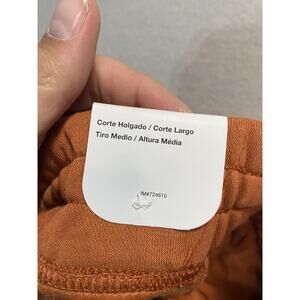 Corte Holgado / Corte Largo
Tiro Medio / Altura Média
IM#724610